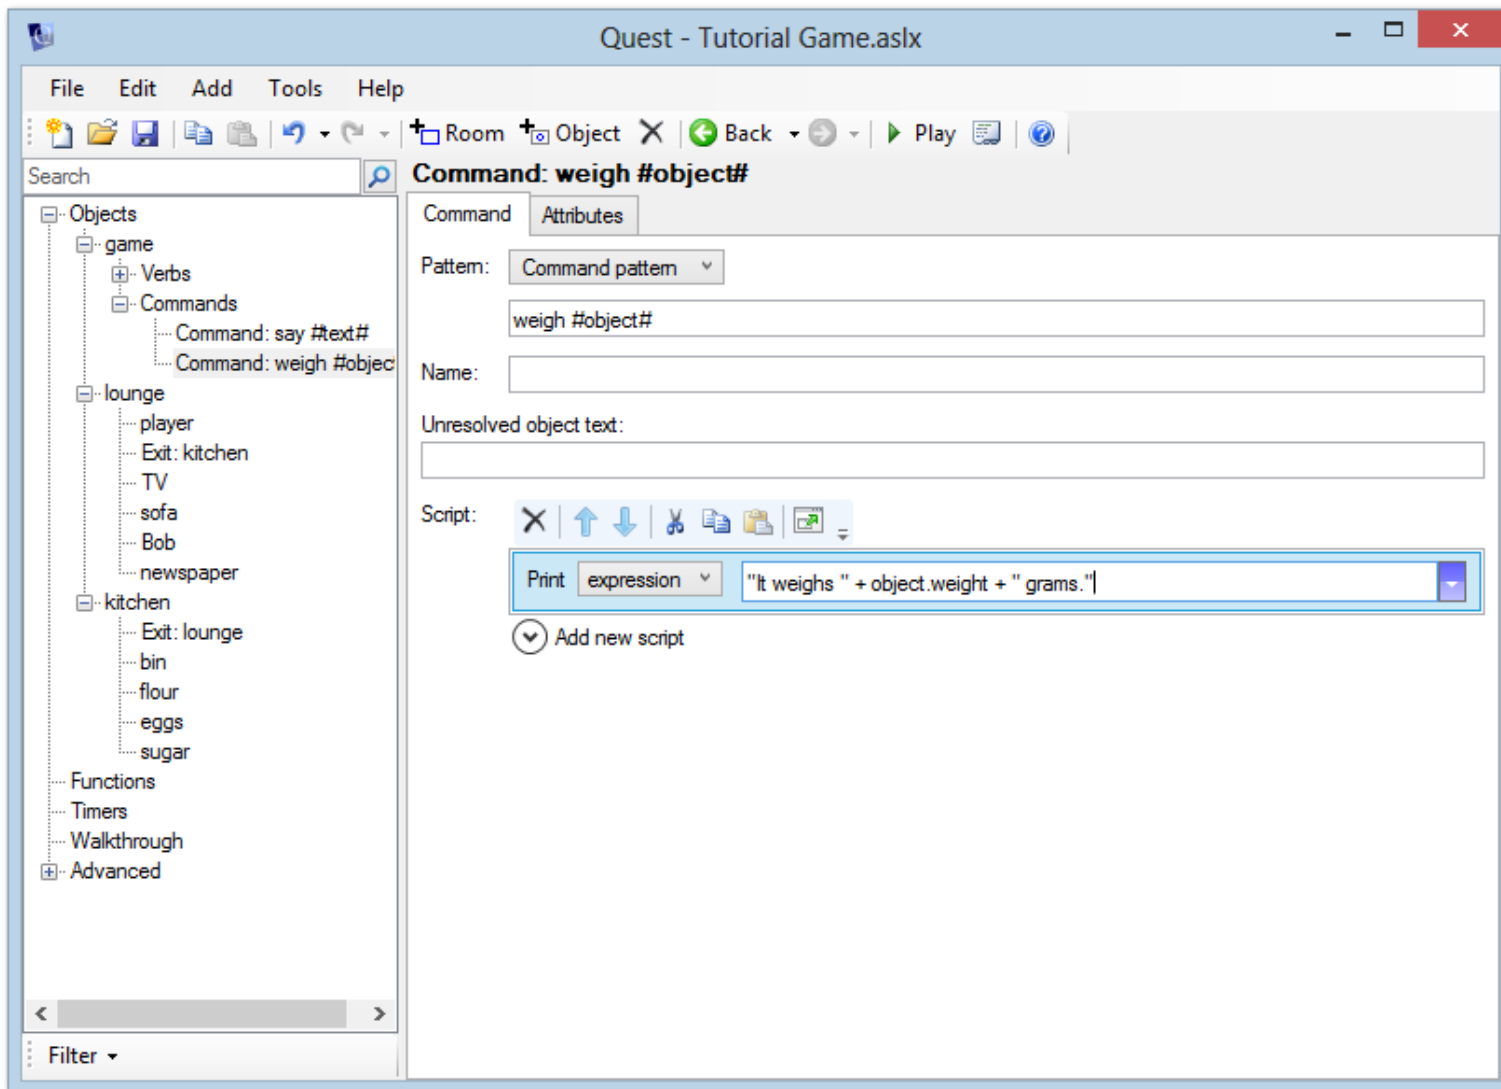 Quest - Tutorial Game.aslx
File Edit Add Tools Help
Room Object Back Play
Search
Command: weigh #object#
Objects
game
Verbs
Commands
Command: say #text#
Command: weigh #objec
lounge
player
Exit: kitchen
TV
sofa
Bob
newspaper
kitchen
Exit: lounge
bin
flour
eggs
sugar
Functions
Timers
Walkthrough
Advanced
Filter
Command Attributes
Pattern: Command pattern
weigh #object#
Name:
Unresolved object text:
Script:
Print expression "It weighs " + object.weight + " grams."
Add new script